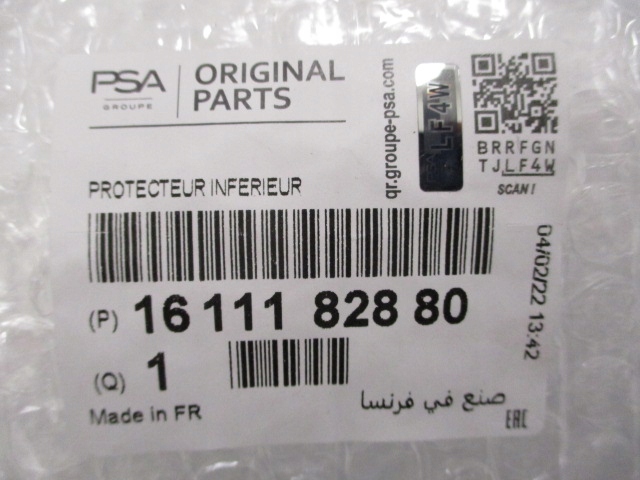 PSA
GROUPE
ORIGINAL
PARTS
qr.groupe-psa.com
LF4W
BRRFGN
TJLF4W
SCAN!
PROTECTEUR INFERIEUR
(P) 16 111 828 80
04/02/22 13:42
(Q) 1
Made in FR
صنع في فرنسا
EAC